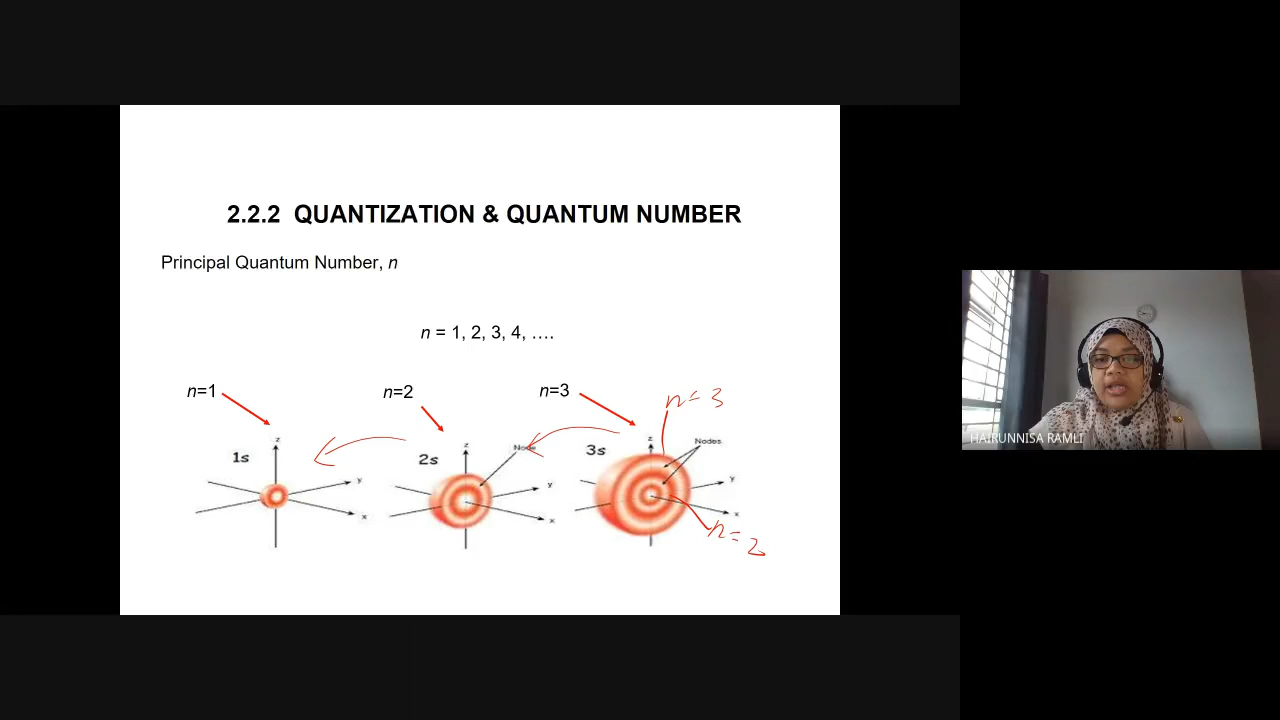 2.2.2 QUANTIZATION & QUANTUM NUMBER
Principal Quantum Number, n
n = 1, 2, 3, 4, ….
n=1
n=2
n=3
n=3
1s
z
y
x
2s
z
Node
y
x
3s
z
Nodes
y
x
n=2
HAIRUNNISA RAMLI